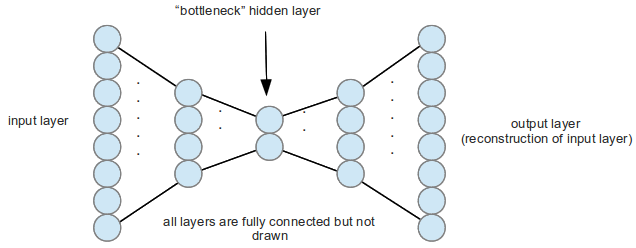 “bottleneck” hidden layer
input layer
output layer
(reconstruction of input layer)
all layers are fully connected but not
drawn